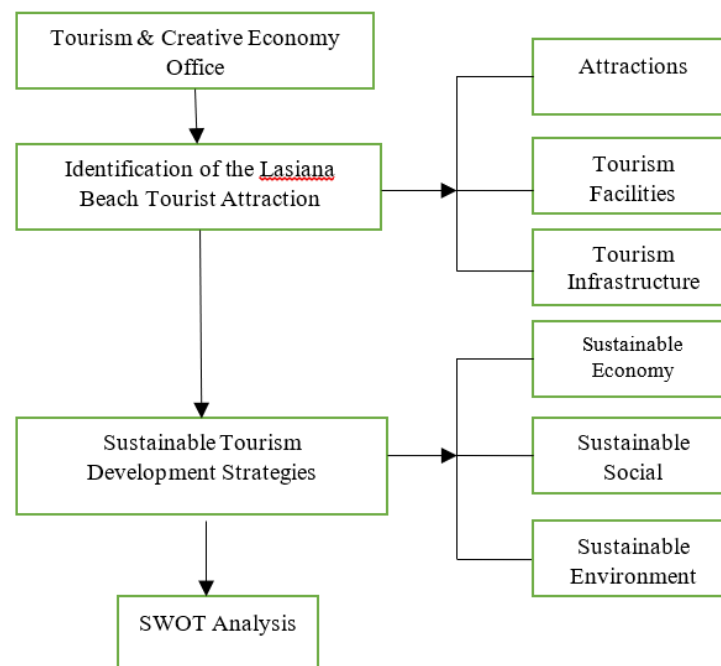 Tourism & Creative Economy
Office
Attractions
Identification of the Lasiana
Beach Tourist Attraction
Tourism
Facilities
Tourism
Infrastructure
Sustainable
Economy
Sustainable Tourism
Development Strategies
Sustainable
Social
Sustainable
Environment
SWOT Analysis